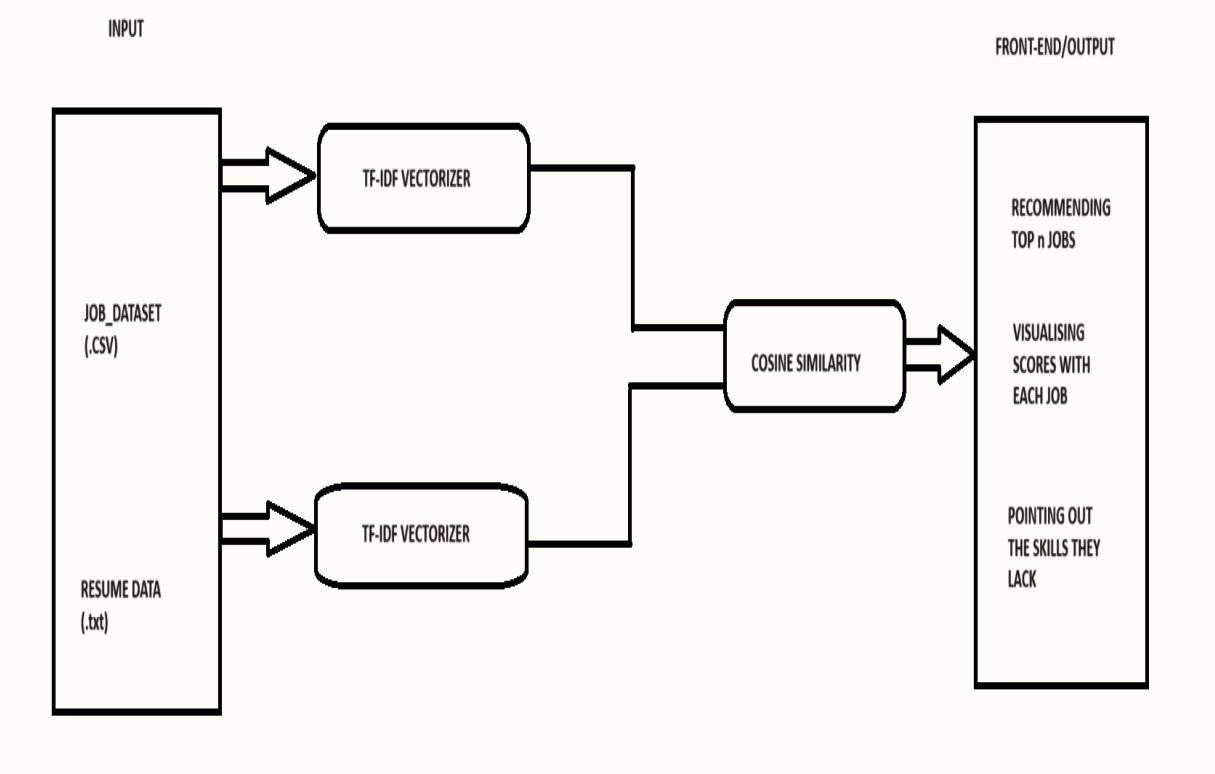 INPUT
JOB_DATASET
(.CSV)
RESUME DATA
(.txt)
TF-IDF VECTORIZER
TF-IDF VECTORIZER
COSINE SIMILARITY
FRONT-END/OUTPUT
RECOMMENDING
TOP n JOBS
VISUALISING
SCORES WITH
EACH JOB
POINTING OUT
THE SKILLS THEY
LACK